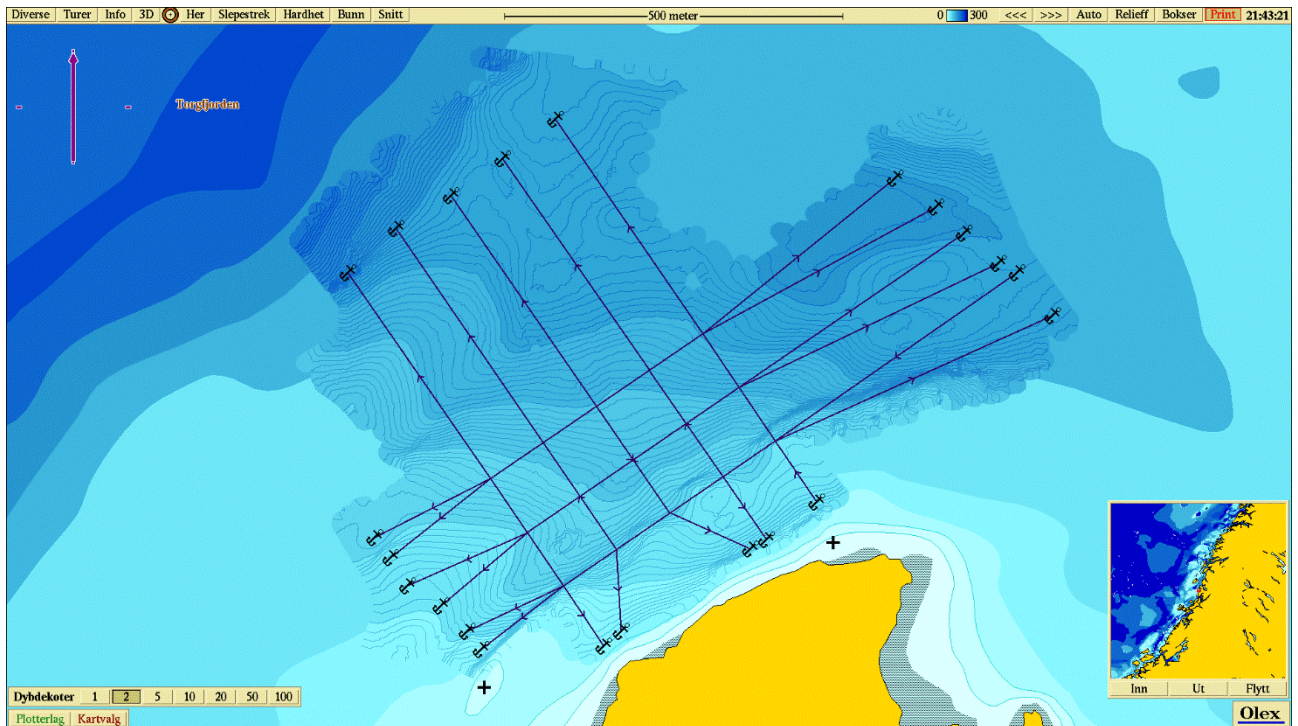 Diverse Turer Info 3D Her Slepestrek Hardhet Bunn Snitt 500 meter 0 300 <<< >>> Auto Relieff Bokser Print 21:43:21
Torgfjorden
Inn Ut Flytt
Dybdekoter 1 2 5 10 20 50 100
Plotterlag Kartvalg
Olex